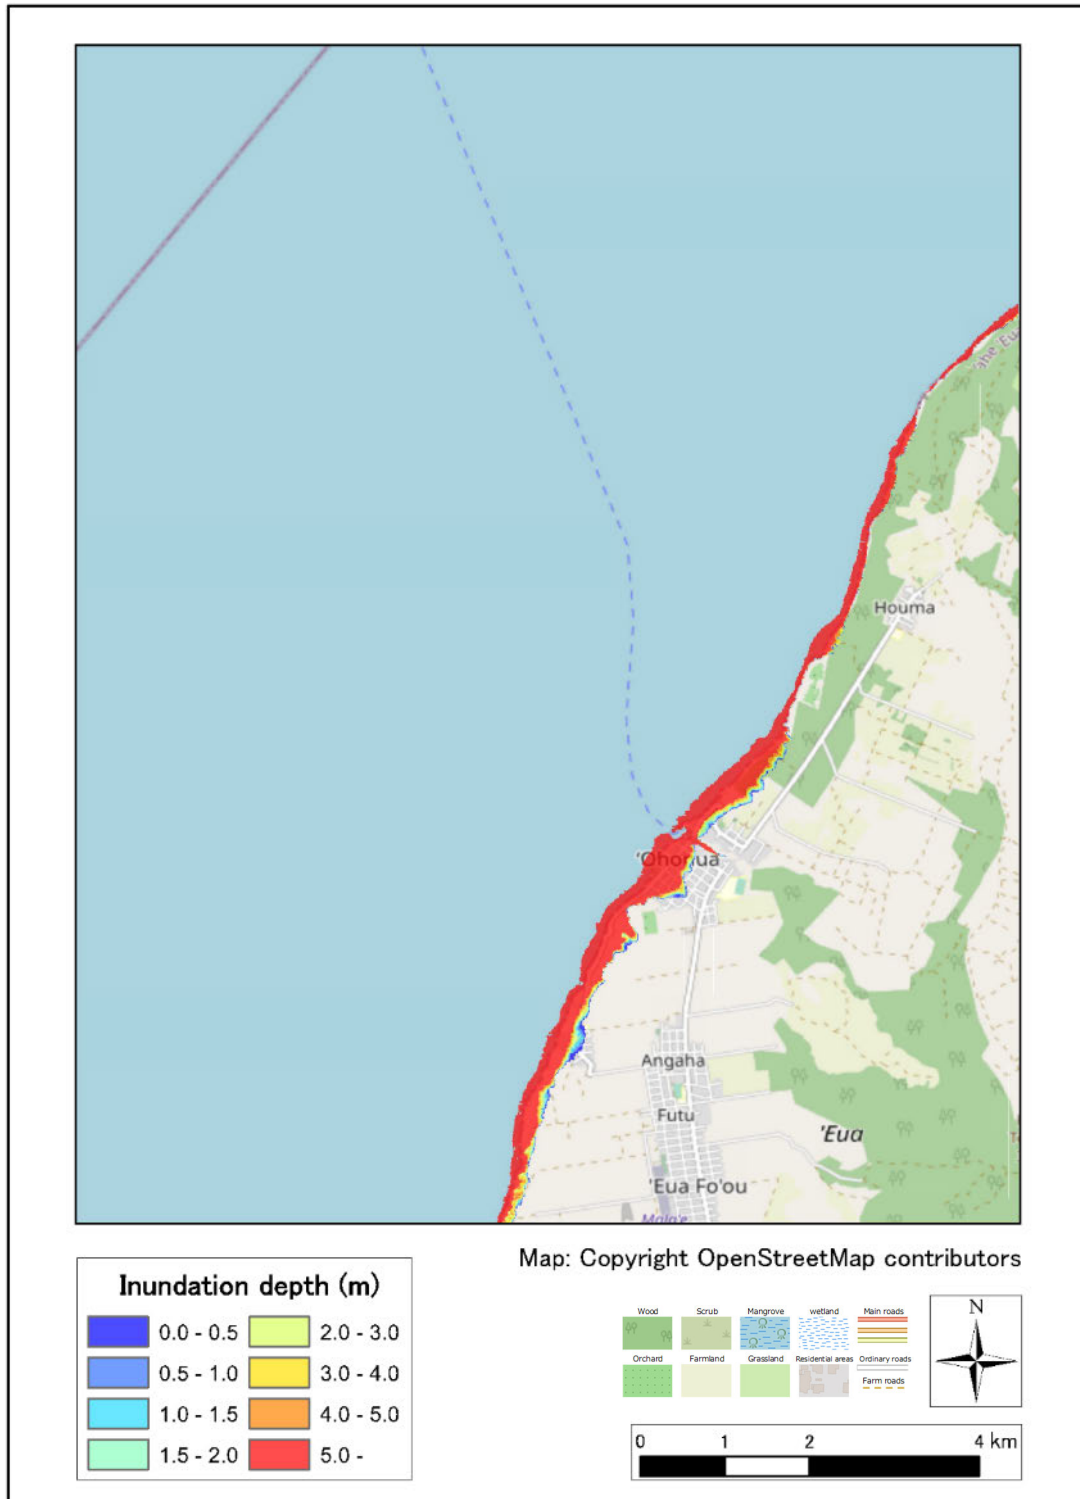 Houma
'Ohonua
Angaha
Futu
'Eua
'Eua Fo'ou
Map: Copyright OpenStreetMap contributors
Inundation depth (m)
0.0 - 0.5
2.0 - 3.0
0.5 - 1.0
3.0 - 4.0
1.0 - 1.5
4.0 - 5.0
1.5 - 2.0
5.0 -
Wood Scrub Mangrove wetland Main roads
Orchard Farmland Grassland Residential areas Ordinary roads
Farm roads
N
0 1 2 4 km